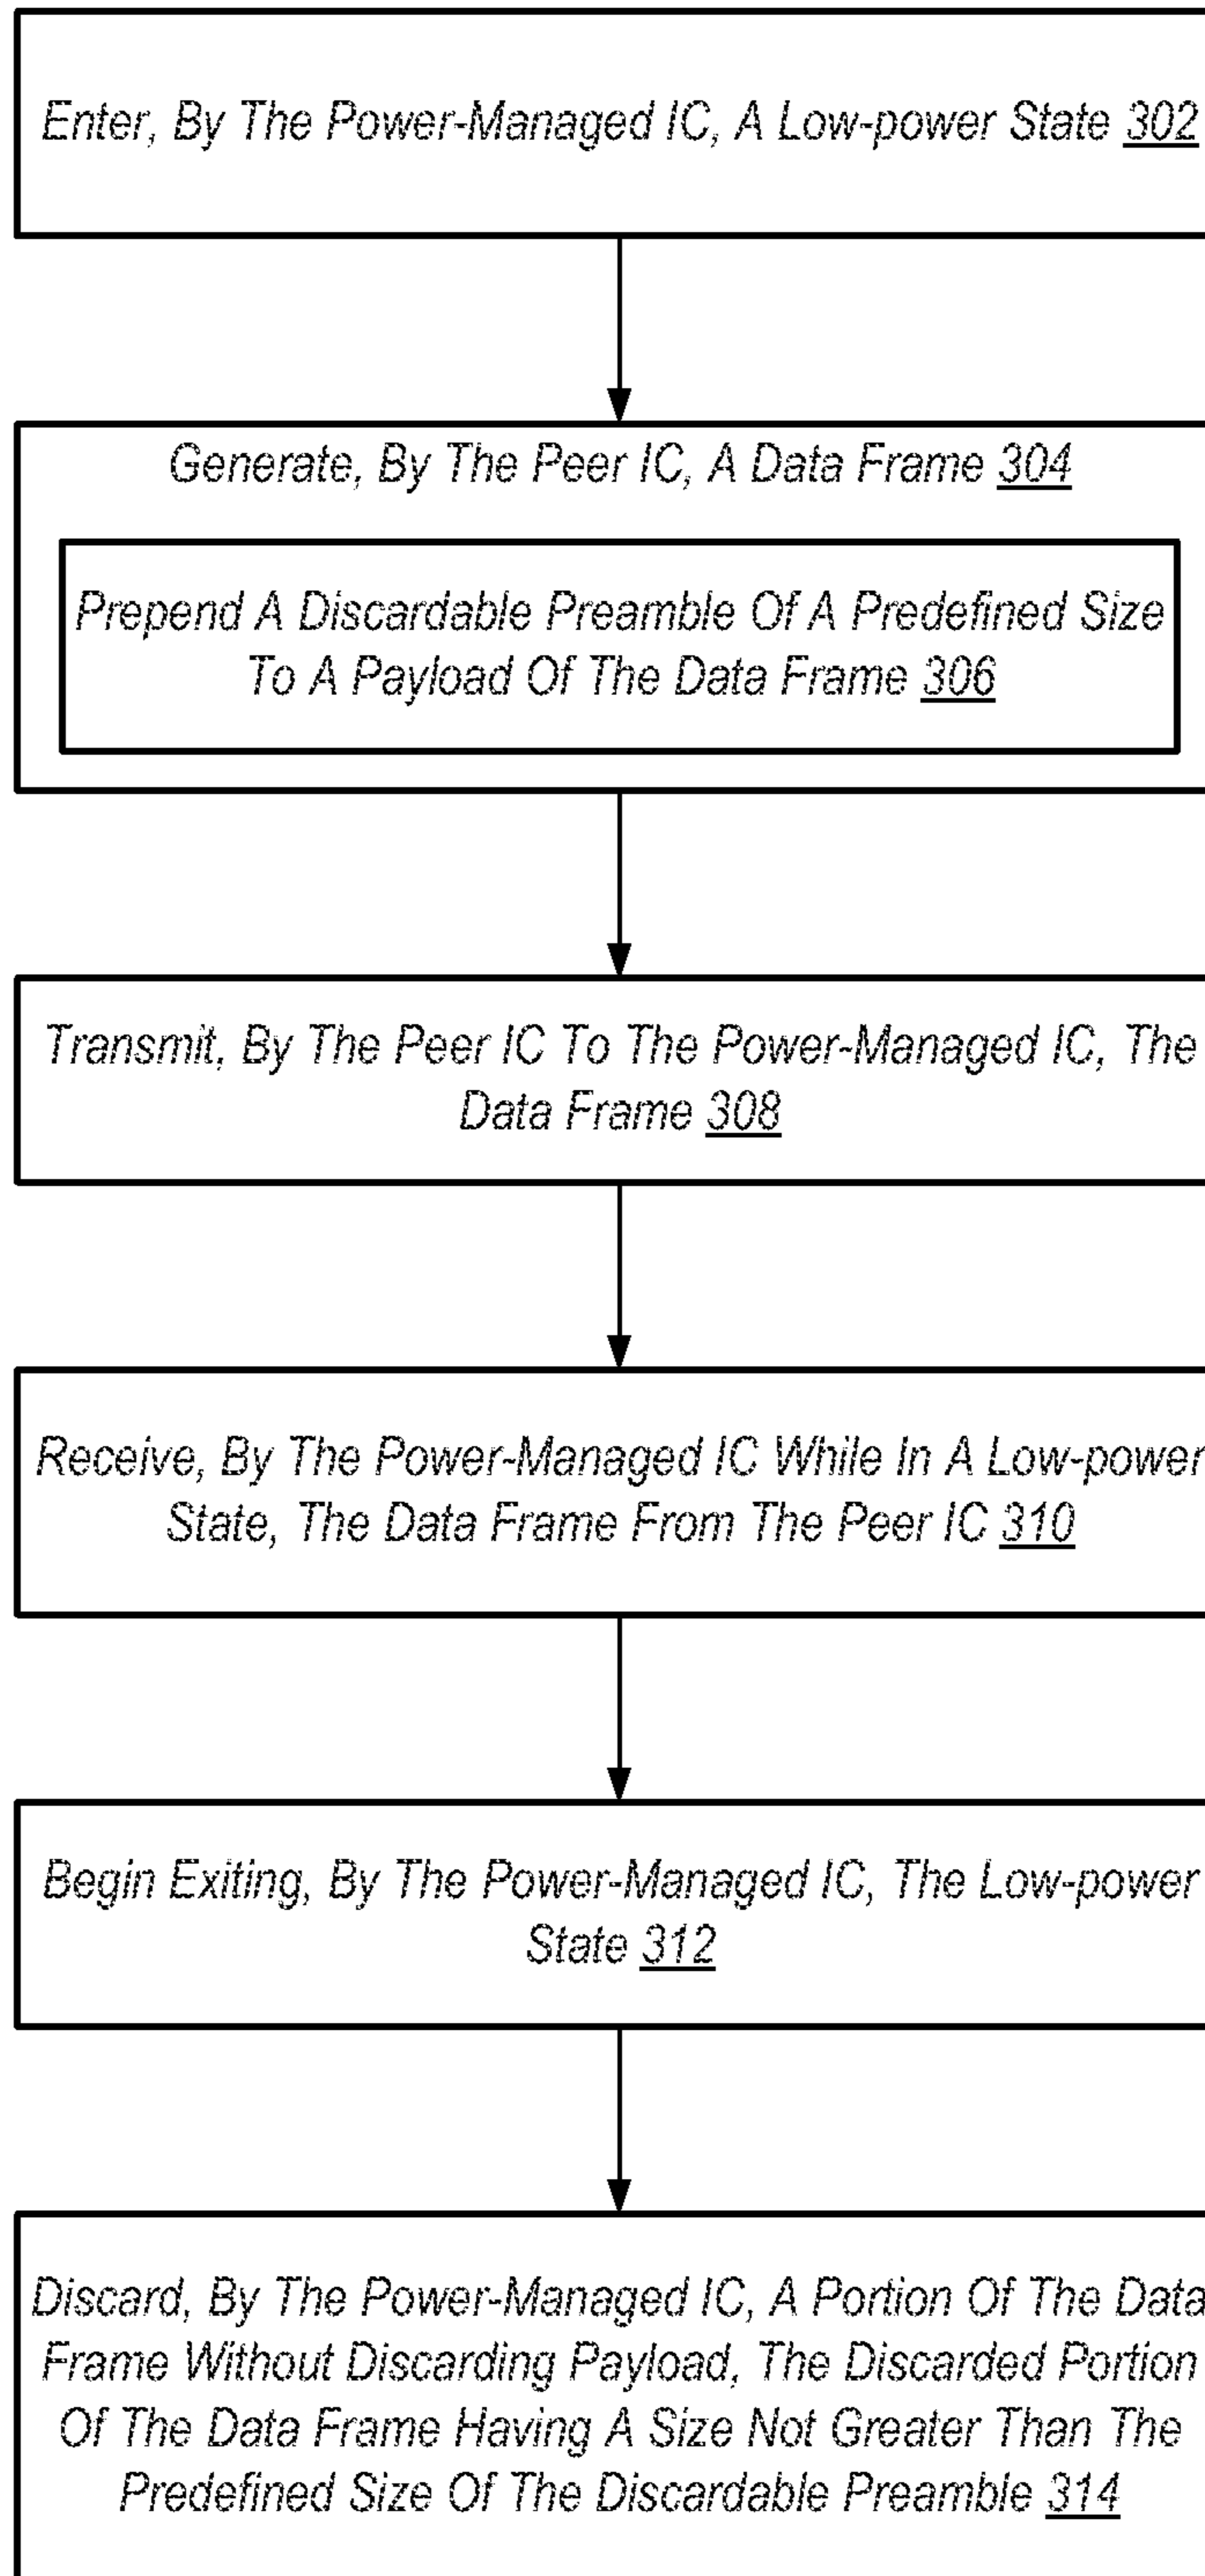 Enter, By The Power-Managed IC, A Low-power State 302
Generate, By The Peer IC, A Data Frame 304
Prepend A Discardable Preamble Of A Predefined Size
To A Payload Of The Data Frame 306
Transmit, By The Peer IC To The Power-Managed IC, The
Data Frame 308
Receive, By The Power-Managed IC While In A Low-power
State, The Data Frame From The Peer IC 310
Begin Exiting, By The Power-Managed IC, The Low-power
State 312
Discard, By The Power-Managed IC, A Portion Of The Data
Frame Without Discarding Payload, The Discarded Portion
Of The Data Frame Having A Size Not Greater Than The
Predefined Size Of The Discardable Preamble 314